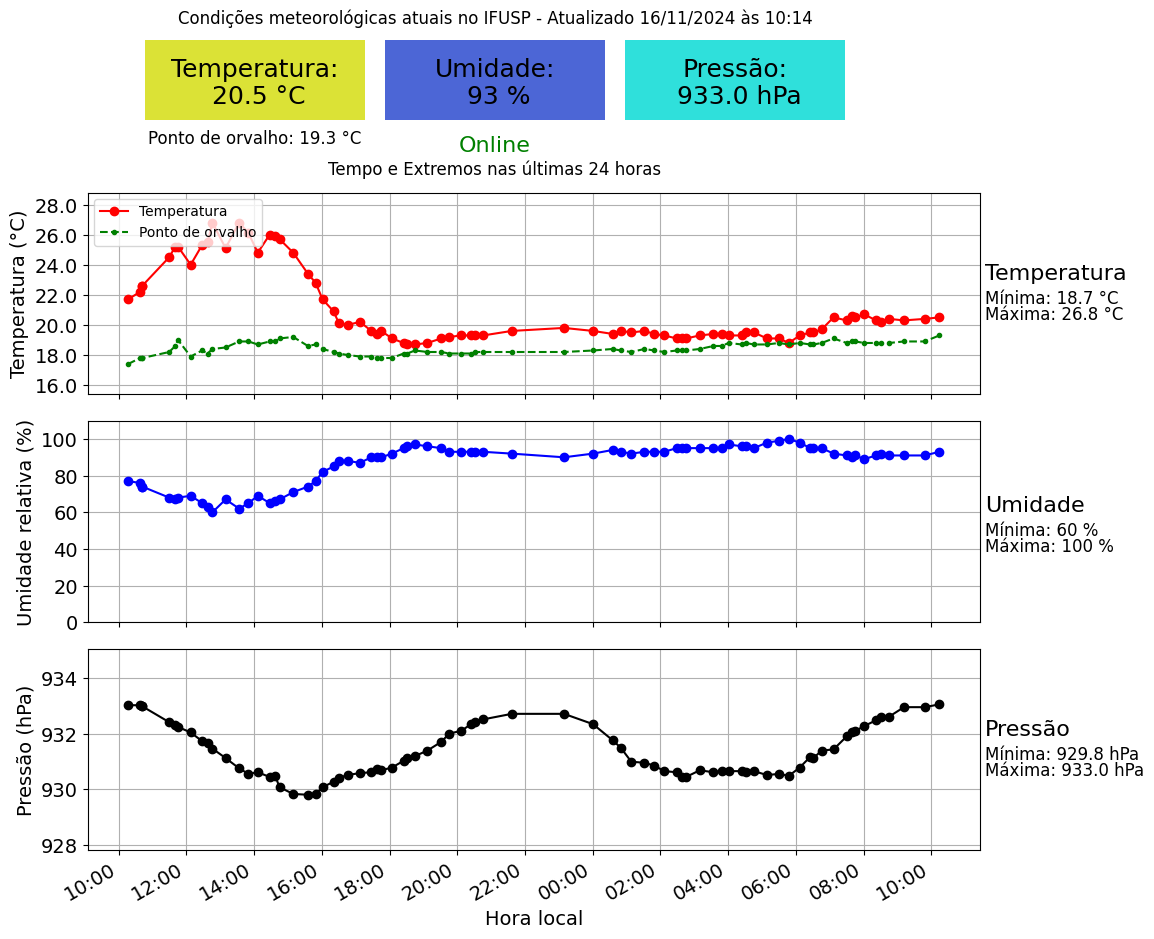 Condições meteorológicas atuais no IFUSP - Atualizado 16/11/2024 às 10:14
Temperatura:
20.5 °C
Umidade:
93 %
Pressão:
933.0 hPa
Ponto de orvalho: 19.3 °C
Online
Tempo e Extremos nas últimas 24 horas
Temperatura (°C)
28.0
26.0
24.0
22.0
20.0
18.0
16.0
Temperatura
Ponto de orvalho
Temperatura
Mínima: 18.7 °C
Máxima: 26.8 °C
Umidade relativa (%)
100
80
60
40
20
0
Umidade
Mínima: 60 %
Máxima: 100 %
Pressão (hPa)
934
932
930
928
Pressão
Mínima: 929.8 hPa
Máxima: 933.0 hPa
10:00 12:00 14:00 16:00 18:00 20:00 22:00 00:00 02:00 04:00 06:00 08:00 10:00
Hora local